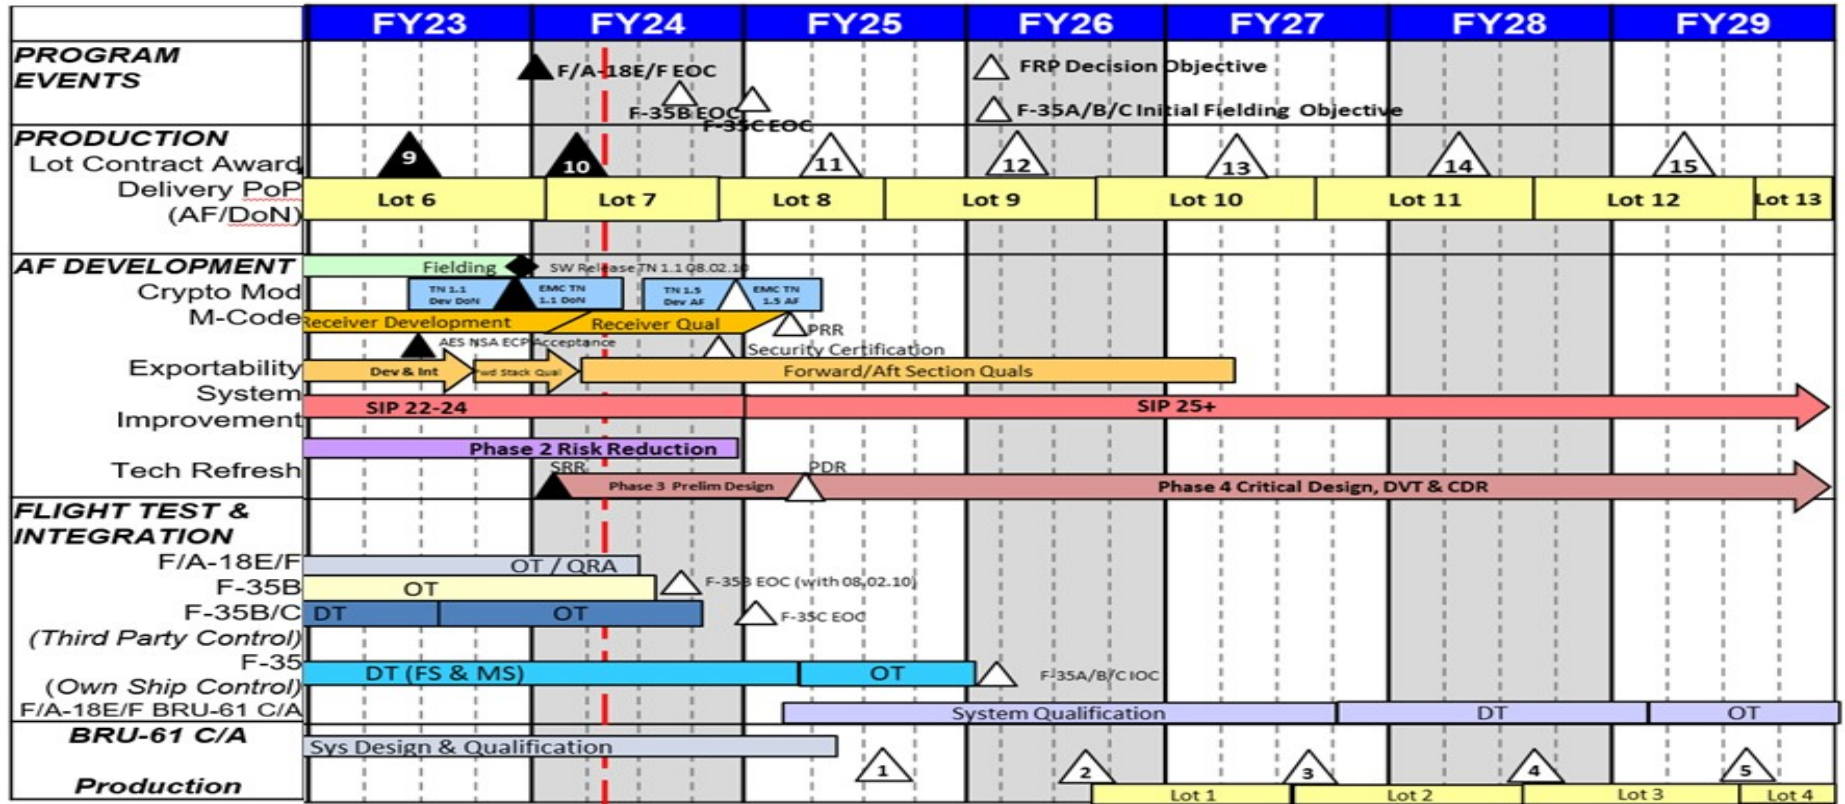 FY23 FY24 FY25 FY26 FY27 FY28 FY29
PROGRAM
EVENTS
F/A-18E/F EOC
F-35B EOC
F-35C EOC
FRP Decision Objective
F-35A/B/C Initial Fielding Objective
PRODUCTION
Lot Contract Award
9 10 11 12 13 14 15
Delivery PoP
(AF/DoN)
Lot 6 Lot 7 Lot 8 Lot 9 Lot 10 Lot 11 Lot 12 Lot 13
AF DEVELOPMENT
Fielding
SW Release TN 1.1 08.02.10
Crypto Mod
TN 1.1
Dev DoN
EMC TN
1.1 DoN
TN 1.5
Dev AF
EMC TN
1.5 AF
M-Code
Receiver Development
Receiver Qual
PRR
AES NSA ECP Acceptance
Security Certification
Exportability
Dev & Int
Fwd Stack Qual
Forward/Aft Section Quals
System
Improvement
SIP 22-24
SIP 25+
Phase 2 Risk Reduction
Tech Refresh
SRR
Phase 3 Prelim Design
PDR
Phase 4 Critical Design, DVT & CDR
FLIGHT TEST &
INTEGRATION
F/A-18E/F
OT / QRA
F-35B
OT
F-35B EOC (with 08.02.10)
F-35B/C
(Third Party Control)
DT
OT
F-35C EOC
F-35
(Own Ship Control)
DT (FS & MS)
OT
F-35A/B/C IOC
F/A-18E/F BRU-61 C/A
System Qualification
DT
OT
BRU-61 C/A
Sys Design & Qualification
Production
1 2 3 4 5
Lot 1 Lot 2 Lot 3 Lot 4